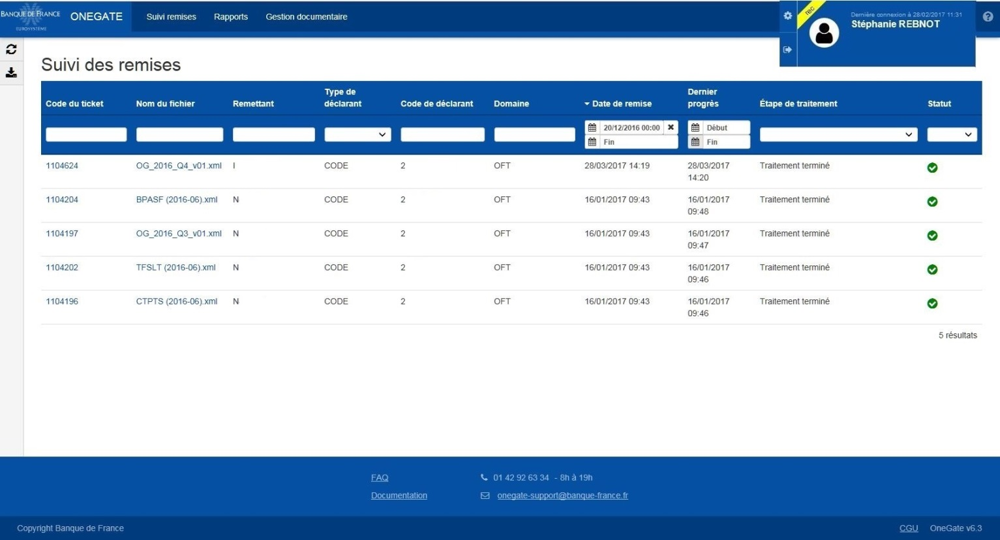 BANQUE DE FRANCE
EUROSYSTÈME
ONEGATE
Suivi remises
Rapports
Gestion documentaire
rec
Dernière connexion à 28/02/2017 11:31
Stéphanie REBNOT
Suivi des remises
Code du ticket
Nom du fichier
Remettant
Type de déclarant
Code de déclarant
Domaine
Date de remise
Dernier progrès
Étape de traitement
Statut
20/12/2016 00:00
Fin
Début
Fin
1104624 OG_2016_Q4_v01.xml I CODE 2 OFT 28/03/2017 14:19 28/03/2017 14:20 Traitement terminé
1104204 BPASF (2016-06).xml N CODE 2 OFT 16/01/2017 09:43 16/01/2017 09:48 Traitement terminé
1104197 OG_2016_Q3_v01.xml N CODE 2 OFT 16/01/2017 09:43 16/01/2017 09:47 Traitement terminé
1104202 TFSLT (2016-06).xml N CODE 2 OFT 16/01/2017 09:43 16/01/2017 09:46 Traitement terminé
1104196 CTPTS (2016-06).xml N CODE 2 OFT 16/01/2017 09:43 16/01/2017 09:46 Traitement terminé
5 résultats
FAQ
01 42 92 63 34 - 8h à 19h
Documentation
onegate-support@banque-france.fr
Copyright Banque de France
CGU
OneGate v6.3